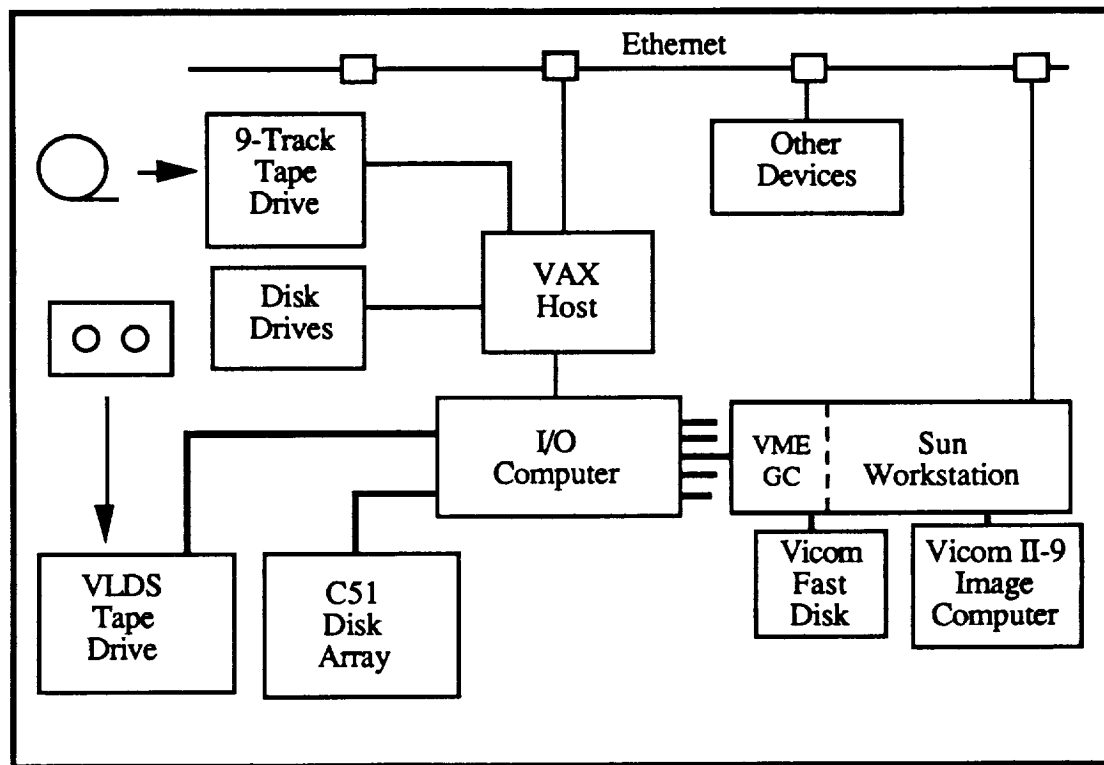 Ethernet
9-Track
Tape
Drive
Other
Devices
Disk
Drives
VAX
Host
I/O
Computer
VME
GC
Sun
Workstation
VLDS
Tape
Drive
C51
Disk
Array
Vicom
Fast
Disk
Vicom II-9
Image
Computer